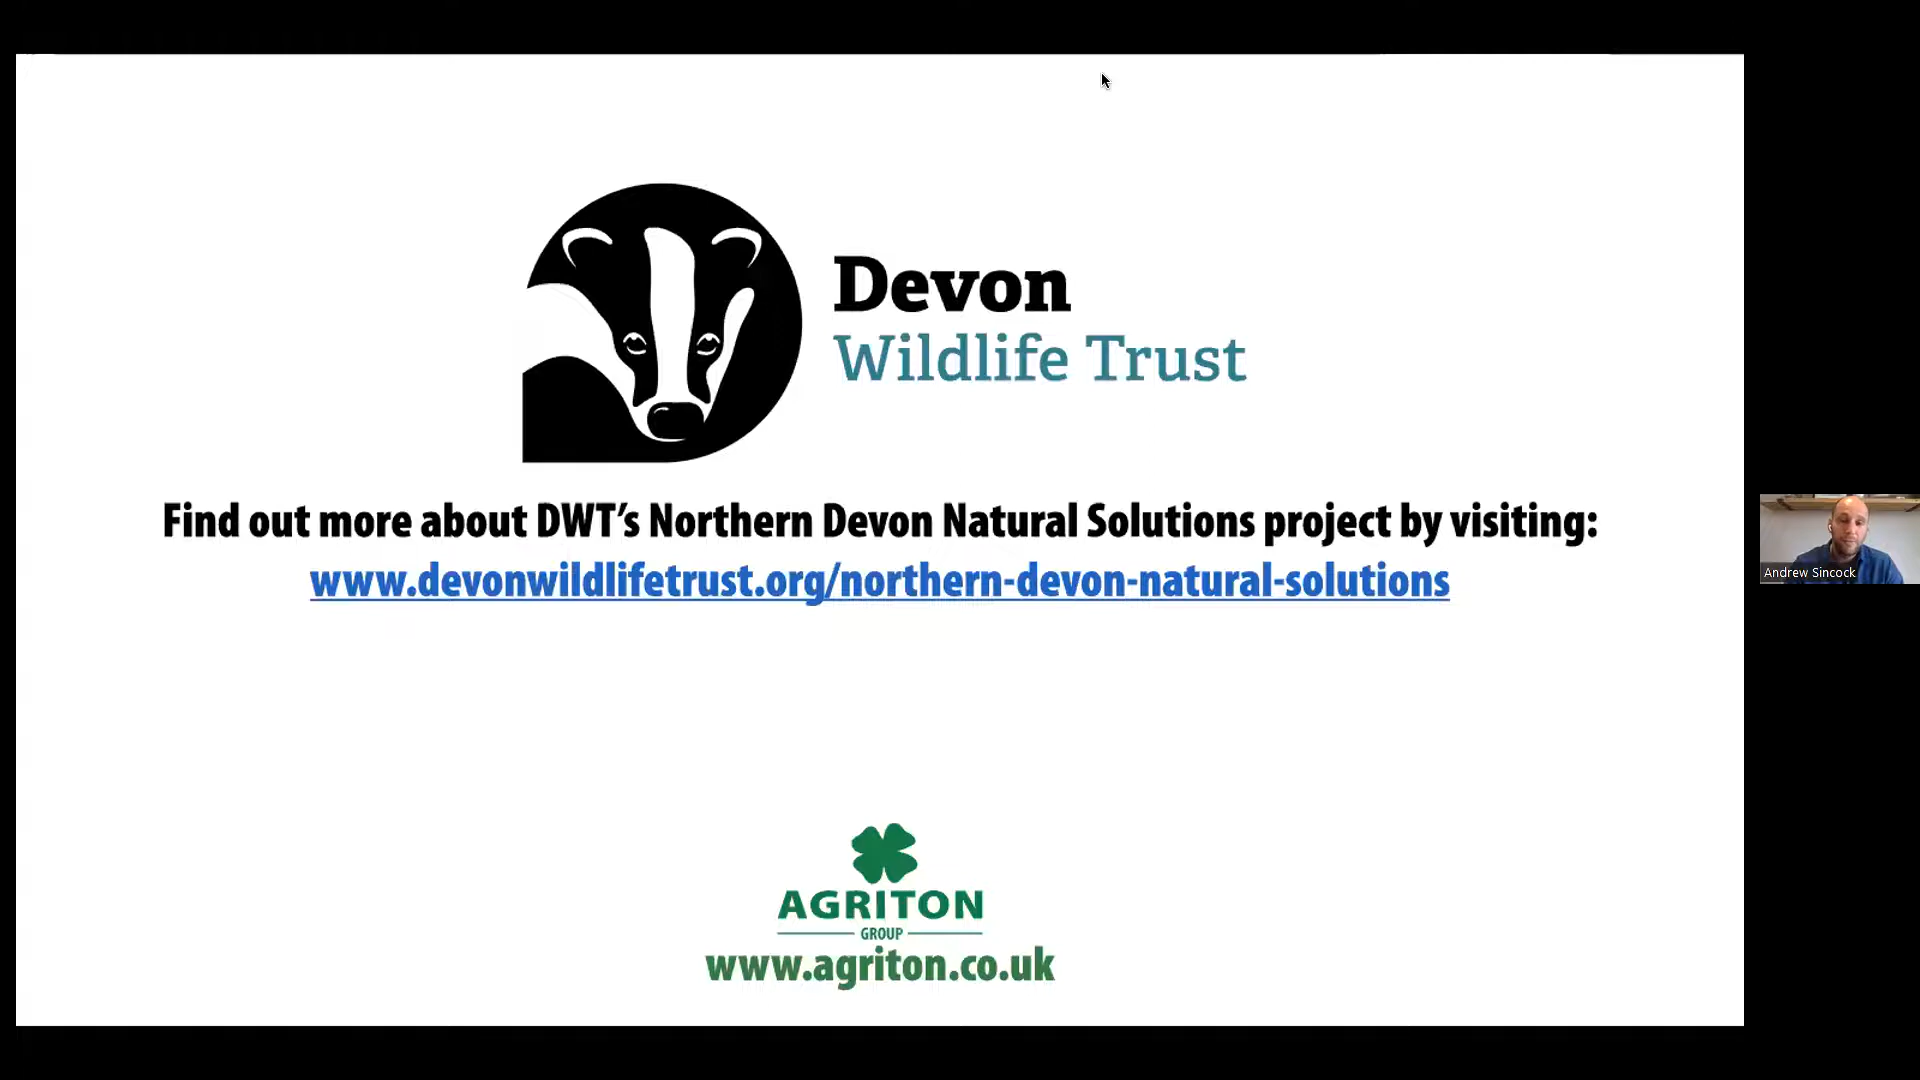 Devon
Wildlife Trust
Find out more about DWT's Northern Devon Natural Solutions project by visiting:
www.devonwildlifetrust.org/northern-devon-natural-solutions
Andrew Sincock
AGRITON
GROUP
www.agriton.co.uk